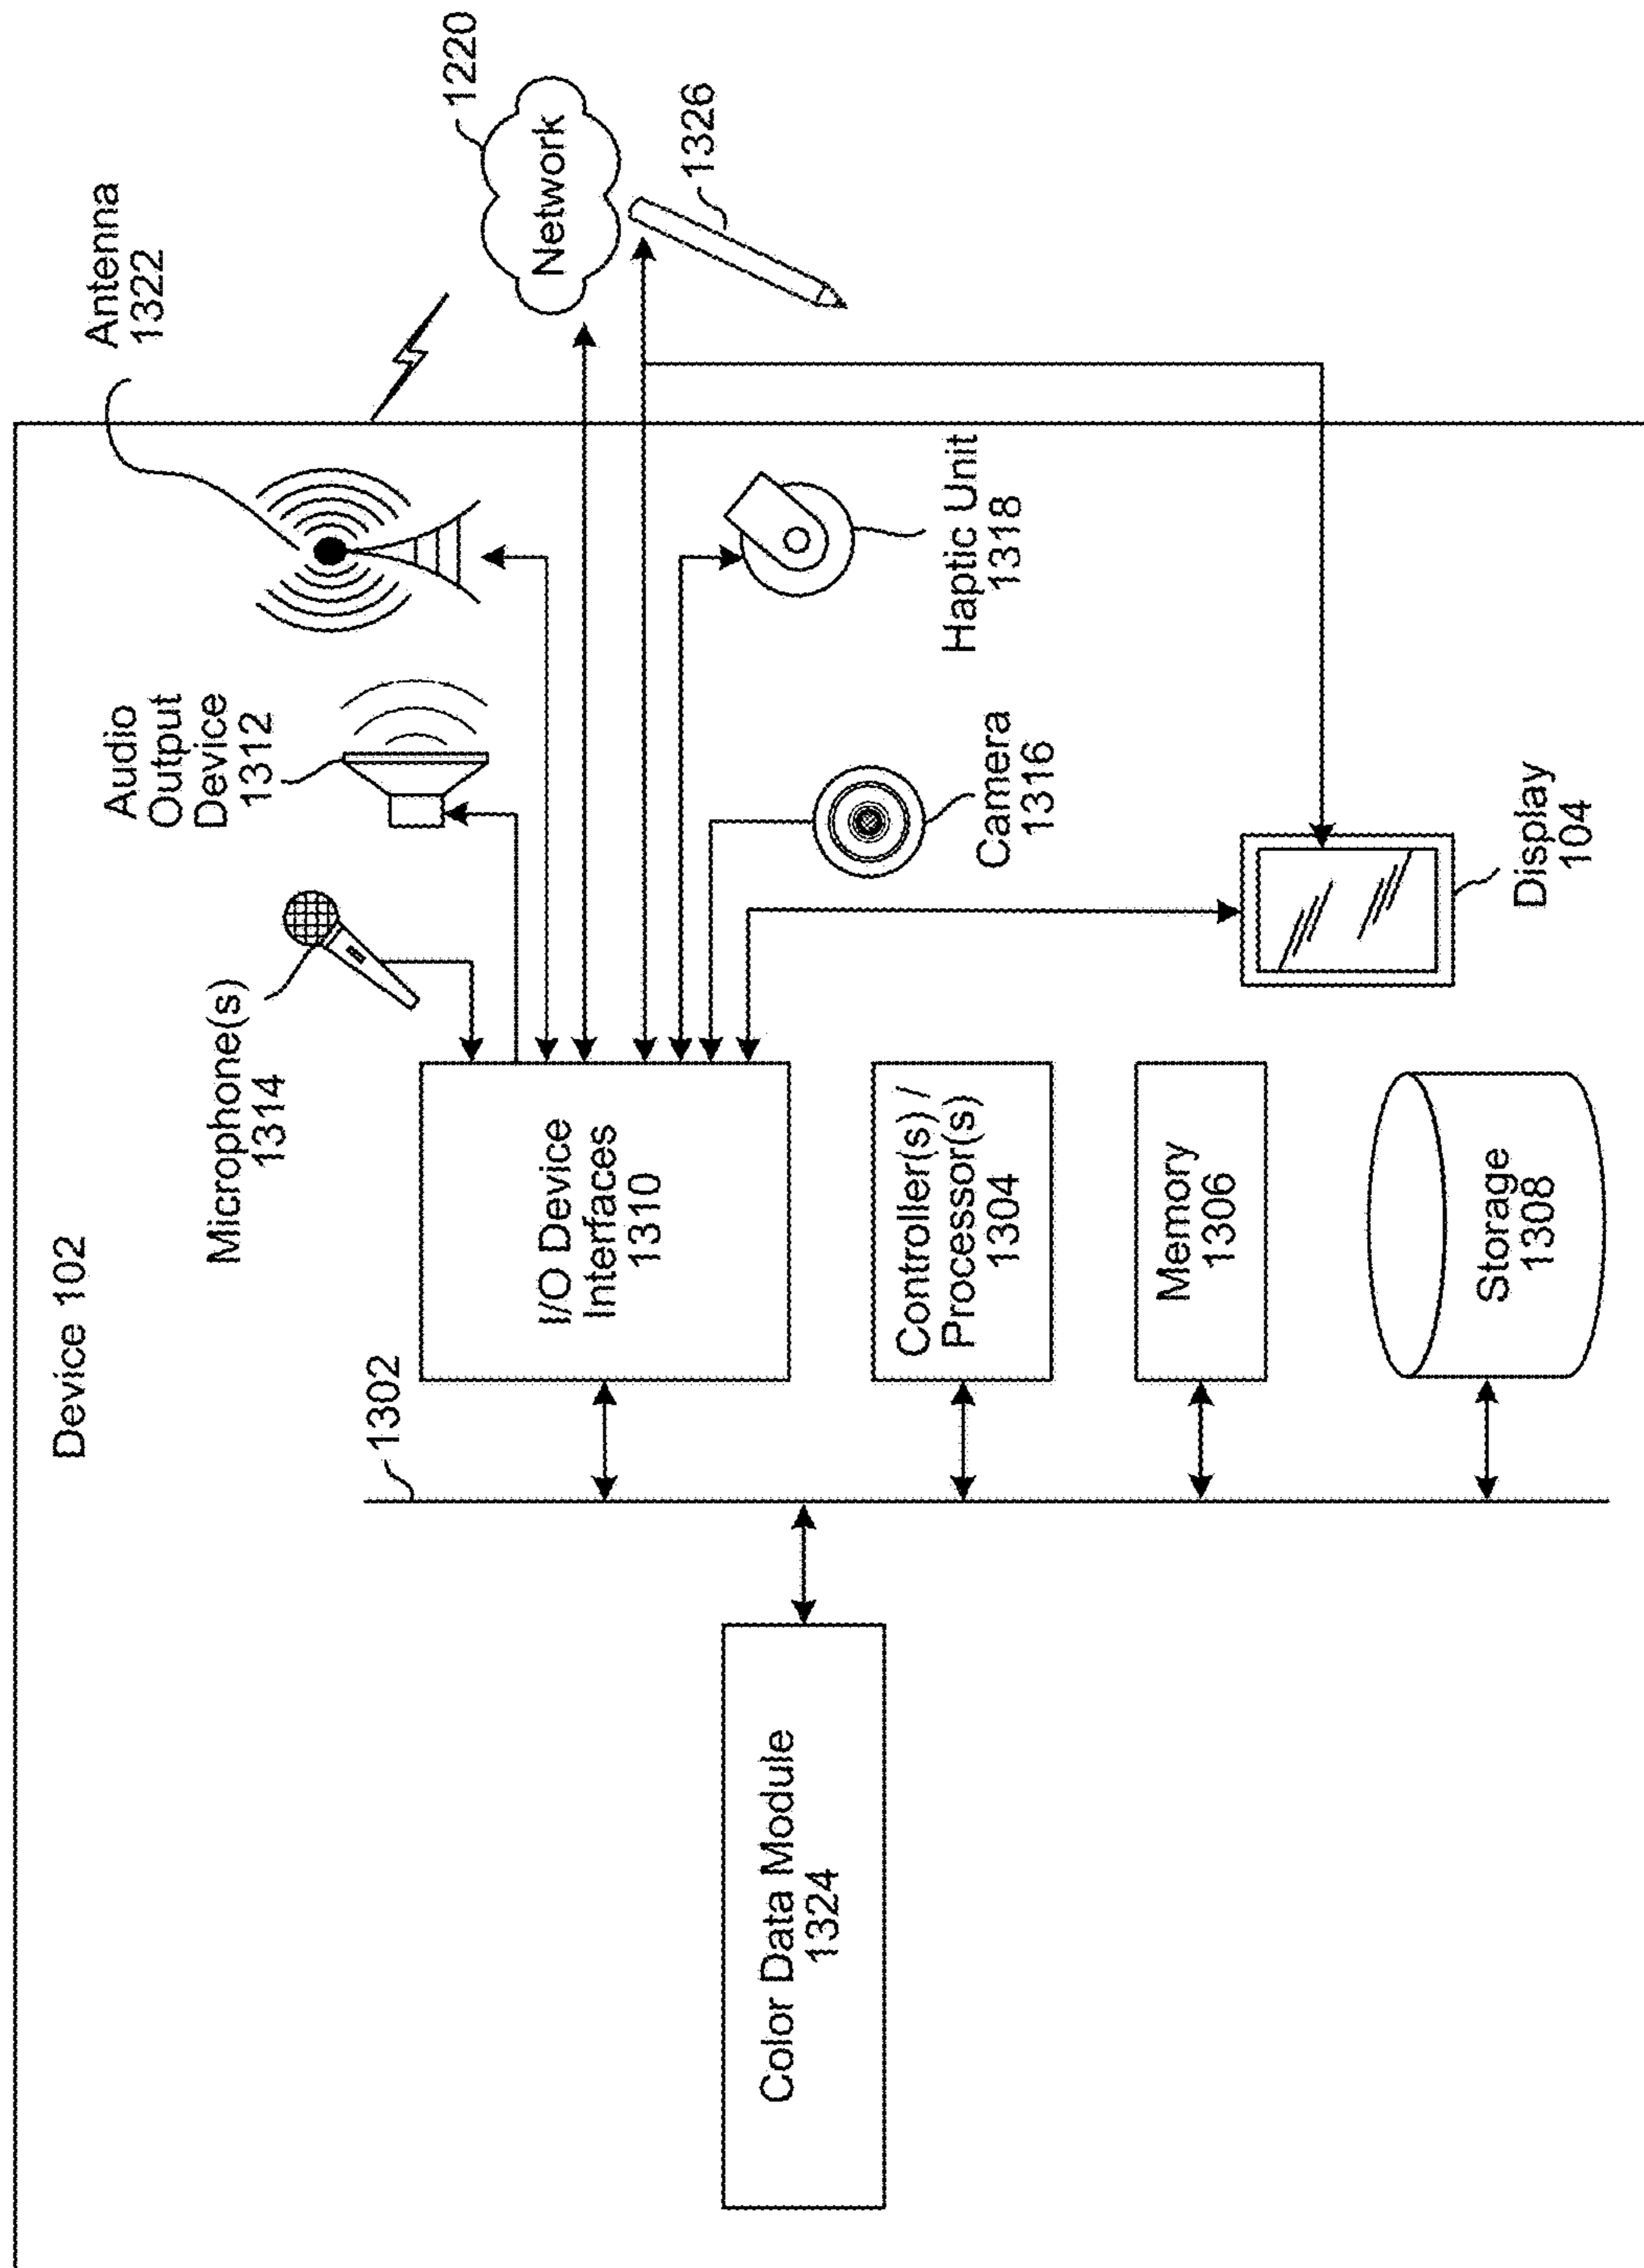 Device 102
Antenna
1322
Audio
Output
Device
1312
Microphone(s)
1314
1220
Network
1326
1302
I/O Device
Interfaces
1310
Haptic Unit
1318
Camera
1316
Color Data Module
1324
Controller(s) /
Processor(s)
1304
Memory
1306
Display
104
Storage
1308